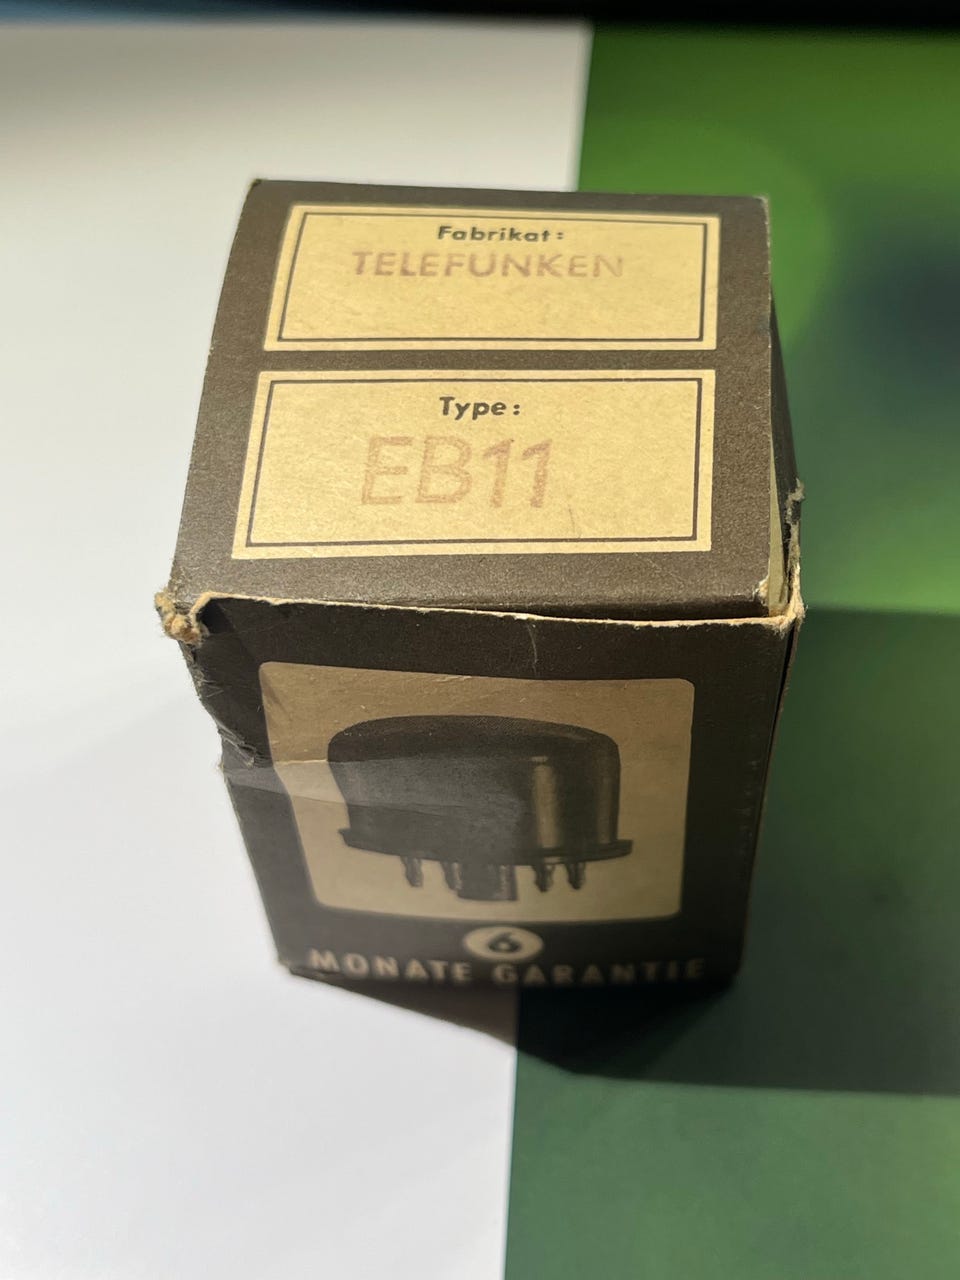 Fabrikat:
TELEFUNKEN
Type:
EB11
6
MONATE GARANTIE